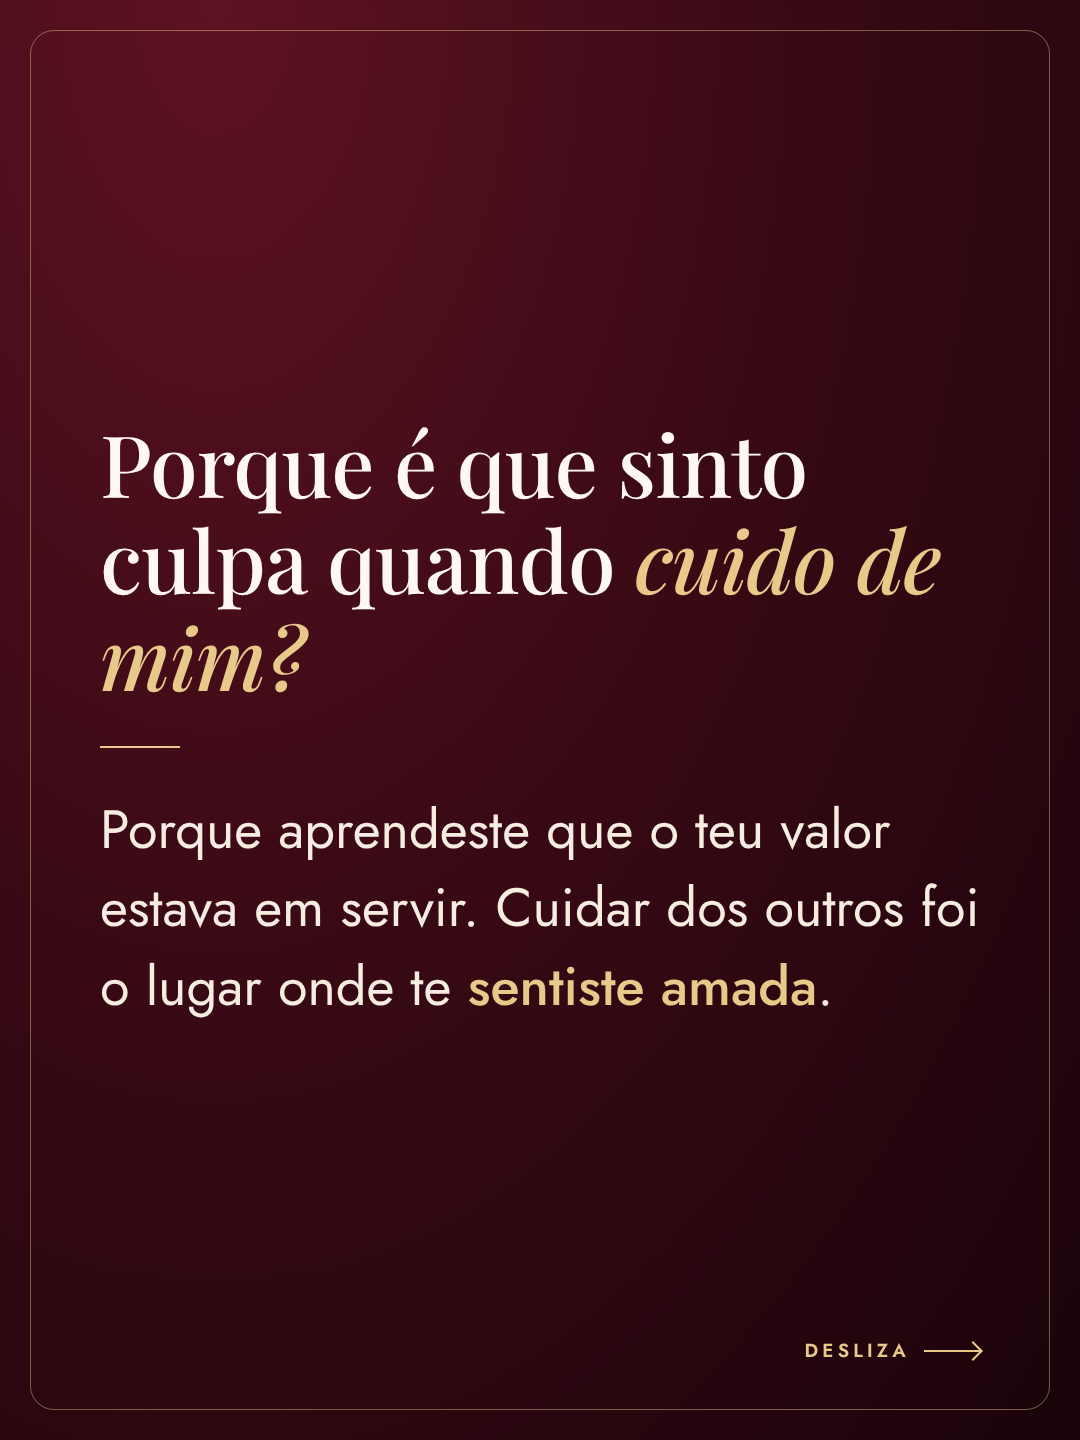 Porque é que sinto
culpa quando cuido de
mim?
Porque aprendeste que o teu valor
estava em servir. Cuidar dos outros foi
o lugar onde te sentiste amada.
DESLIZA